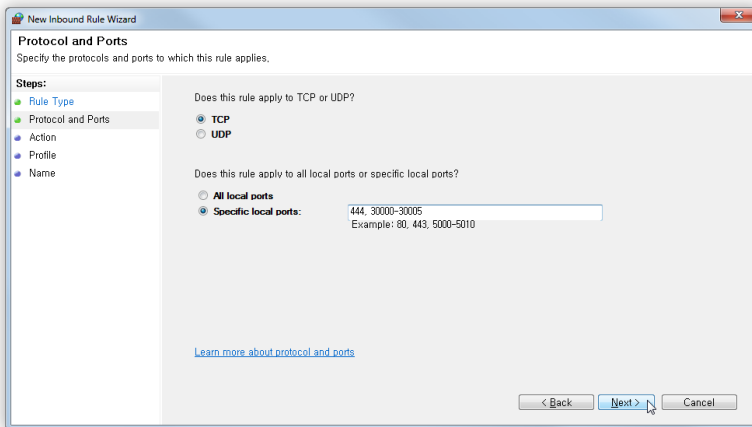 New Inbound Rule Wizard
Protocol and Ports
Specify the protocols and ports to which this rule applies.
Steps:
Rule Type
Protocol and Ports
Action
Profile
Name
Does this rule apply to TCP or UDP?
TCP
UDP
Does this rule apply to all local ports or specific local ports?
All local ports
Specific local ports: 444, 30000-30005
Example: 80, 443, 5000-5010
Learn more about protocol and ports
< Back Next > Cancel